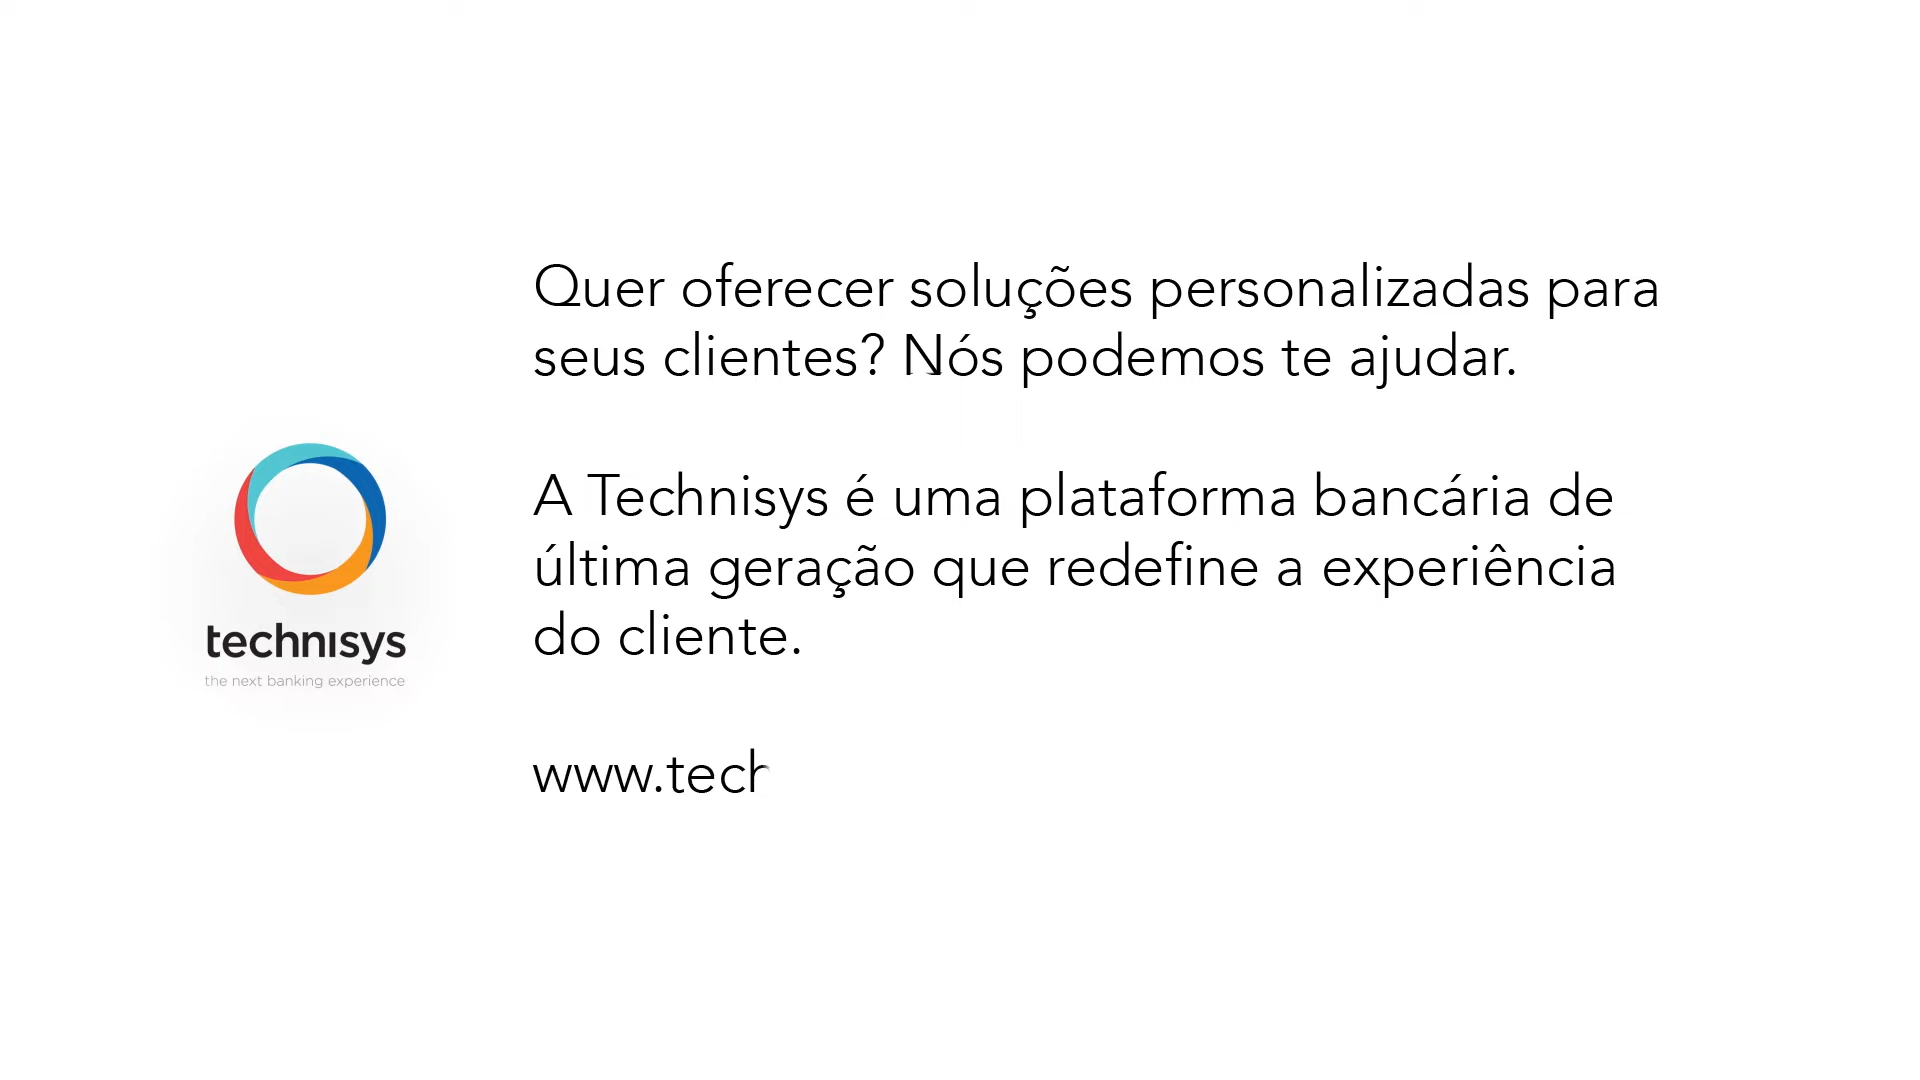 Quer oferecer soluções personalizadas para
seus clientes? Nós podemos te ajudar.
A Technisys é uma plataforma bancária de
última geração que redefine a experiência
do cliente.
technisys
the next banking experience
www.tech